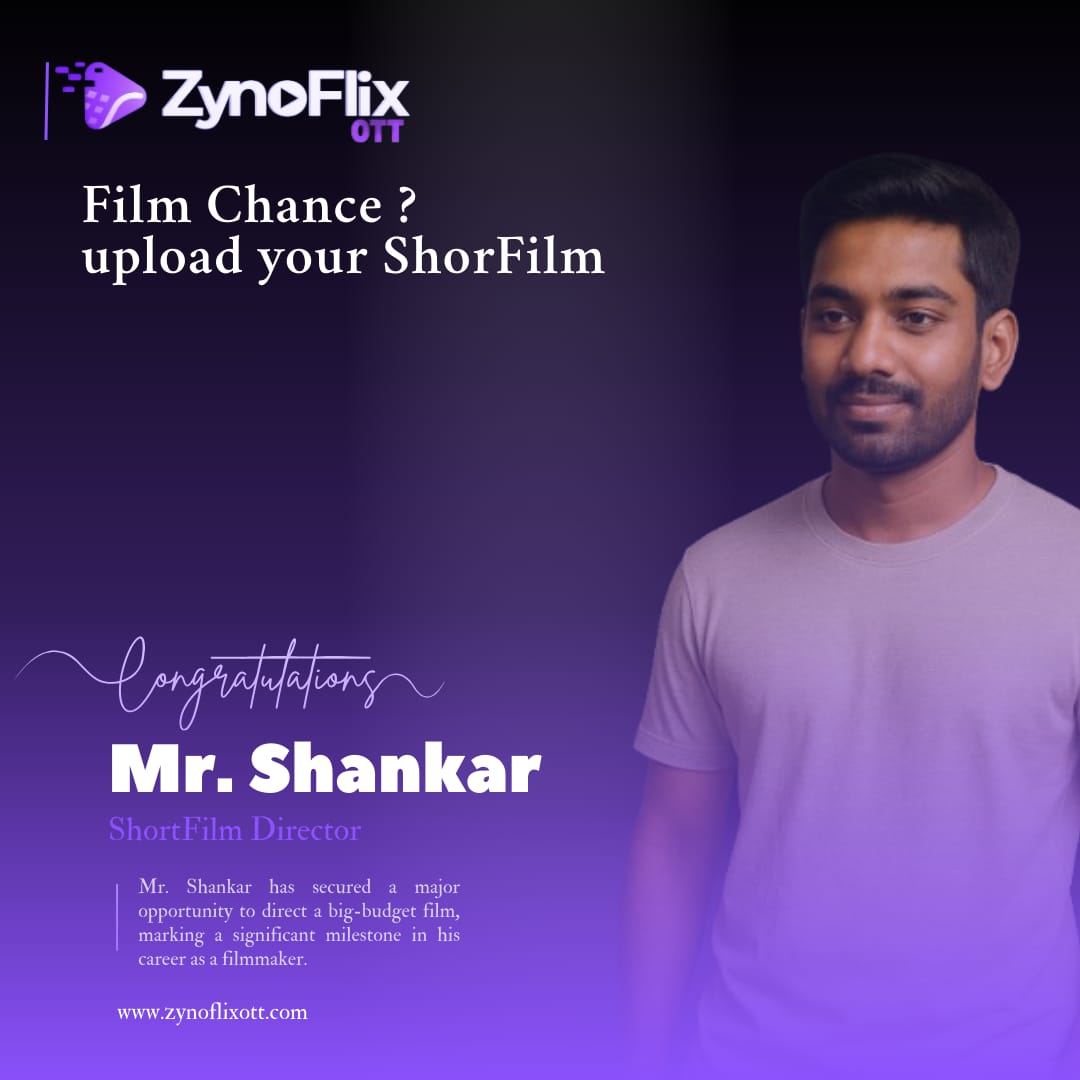 ZynoFlix
OTT
Film Chance ?
upload your ShorFilm
Congratulations
Mr. Shankar
ShortFilm Director
Mr. Shankar has secured a major
opportunity to direct a big-budget film,
marking a significant milestone in his
career as a filmmaker.
www.zynoflixott.com